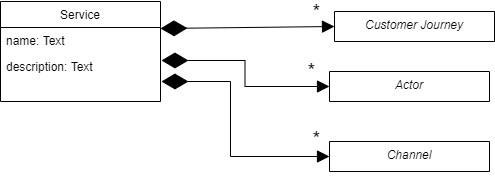 Service
name: Text
description: Text
*
Customer Journey
*
Actor
*
Channel